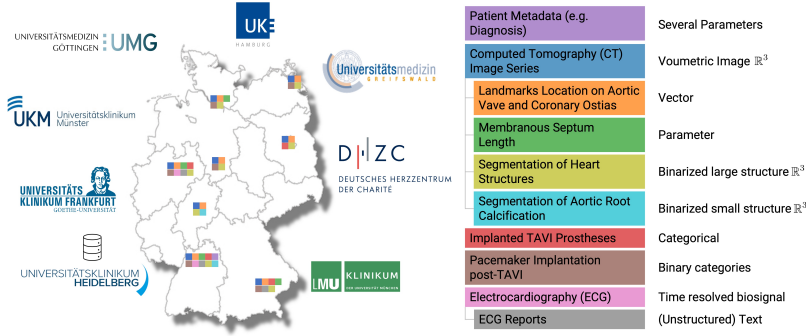 UNIVERSITÄTSMEDIZIN
GÖTTINGEN
UMG
UKE
HAMBURG
Universitätsmedizin
GREIFSWALD
UKM
Universitätsklinikum
Münster
D HZC
DEUTSCHES HERZZENTRUM
DER CHARITÉ
UNIVERSITÄTS
KLINIKUM FRANKFURT
GOETHE-UNIVERSITÄT
UNIVERSITÄTSKLINIKUM
HEIDELBERG
LMU KLINIKUM
DER UNIVERSITÄT MÜNCHEN
Patient Metadata (e.g.
Diagnosis)
Several Parameters
Computed Tomography (CT)
Image Series
Voumetric Image ℝ³
Landmarks Location on Aortic
Vave and Coronary Ostias
Vector
Membranous Septum
Length
Parameter
Segmentation of Heart
Structures
Binarized large structure ℝ³
Segmentation of Aortic Root
Calcification
Binarized small structure ℝ³
Implanted TAVI Prostheses
Categorical
Pacemaker Implantation
post-TAVI
Binary categories
Electrocardiography (ECG)
Time resolved biosignal
ECG Reports
(Unstructured) Text